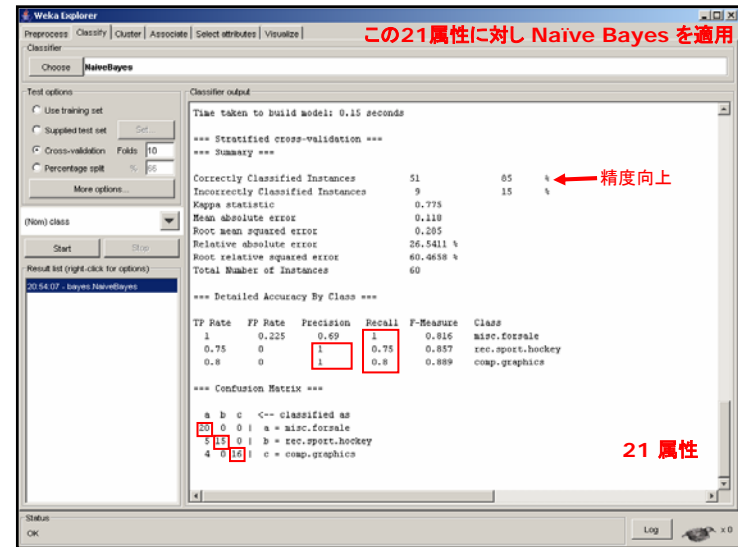 Weka Explorer
Preprocess Classify Cluster Associate Select attributes Visualize
この21属性に対し Naïve Bayes を適用
Classifier
Choose NaiveBayes
Test options
Use training set
Supplied test set Set...
Cross-validation Folds 10
Percentage split % 66
More options...
(Nom) class
Start Stop
Result list (right-click for options)
20:54:07 - bayes.NaiveBayes
Classifier output
Time taken to build model: 0.15 seconds
=== Stratified cross-validation ===
=== Summary ===
Correctly Classified Instances 51 85 %
精度向上
Incorrectly Classified Instances 9 15 %
Kappa statistic 0.775
Mean absolute error 0.118
Root mean squared error 0.285
Relative absolute error 26.5411 %
Root relative squared error 60.4658 %
Total Number of Instances 60
=== Detailed Accuracy By Class ===
TP Rate FP Rate Precision Recall F-Measure Class
1 0.225 0.69 1 0.816 misc.forsale
0.75 0 1 0.75 0.857 rec.sport.hockey
0.8 0 1 0.8 0.889 comp.graphics
=== Confusion Matrix ===
a b c <-- classified as
20 0 0 | a = misc.forsale
5 15 0 | b = rec.sport.hockey
4 0 16 | c = comp.graphics
21 属性
Status
OK
Log
x 0